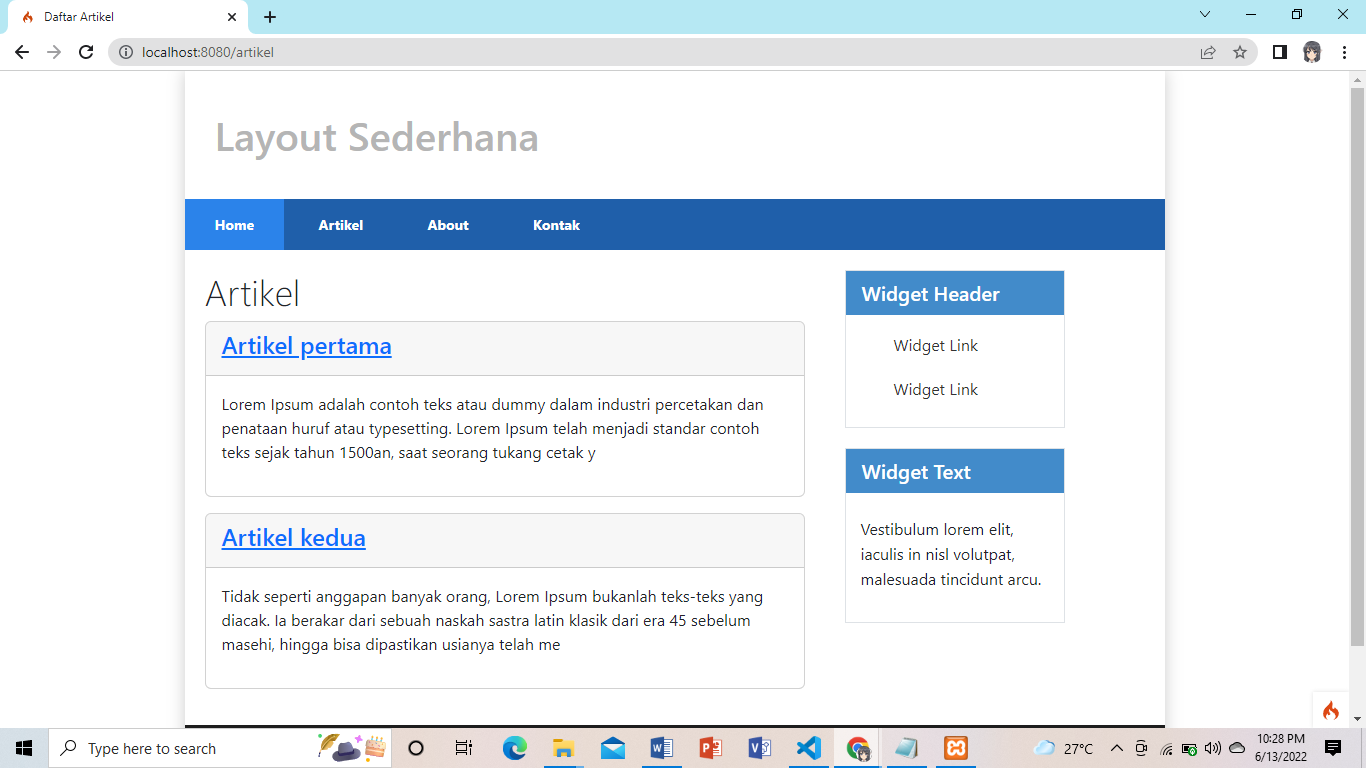 Daftar Artikel
localhost:8080/artikel
Layout Sederhana
Home Artikel About Kontak
Artikel
Artikel pertama
Lorem Ipsum adalah contoh teks atau dummy dalam industri percetakan dan
penataan huruf atau typesetting. Lorem Ipsum telah menjadi standar contoh
teks sejak tahun 1500an, saat seorang tukang cetak y
Artikel kedua
Tidak seperti anggapan banyak orang, Lorem Ipsum bukanlah teks-teks yang
diacak. Ia berakar dari sebuah naskah sastra latin klasik dari era 45 sebelum
masehi, hingga bisa dipastikan usianya telah me
Widget Header
Widget Link
Widget Link
Widget Text
Vestibulum lorem elit,
iaculis in nisl volutpat,
malesuada tincidunt arcu.
Type here to search
27°C
10:28 PM
6/13/2022